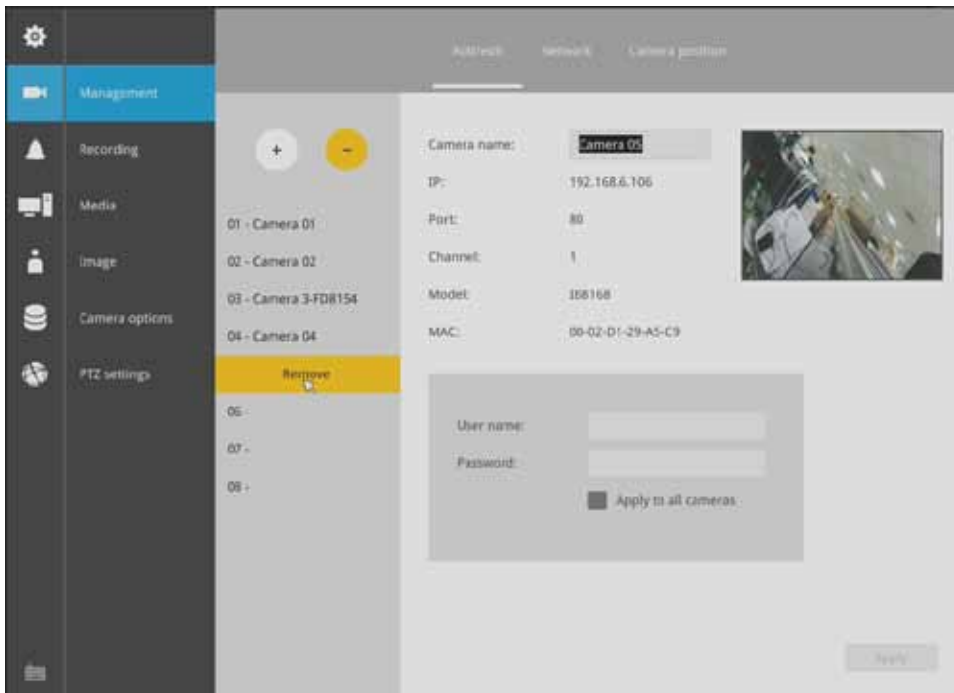 Address Network Camera position
Management
Recording
Media
Image
Camera options
PTZ settings
+ -
01 - Camera 01
02 - Camera 02
03 - Camera 3-FD8154
04 - Camera 04
Remove
06 -
07 -
08 -
Camera name: Camera 05
IP: 192.168.6.106
Port: 80
Channel: 1
Model:
MAC: 00-02-D1-29-A5-C9
User name:
Password:
Apply to all cameras
Apply